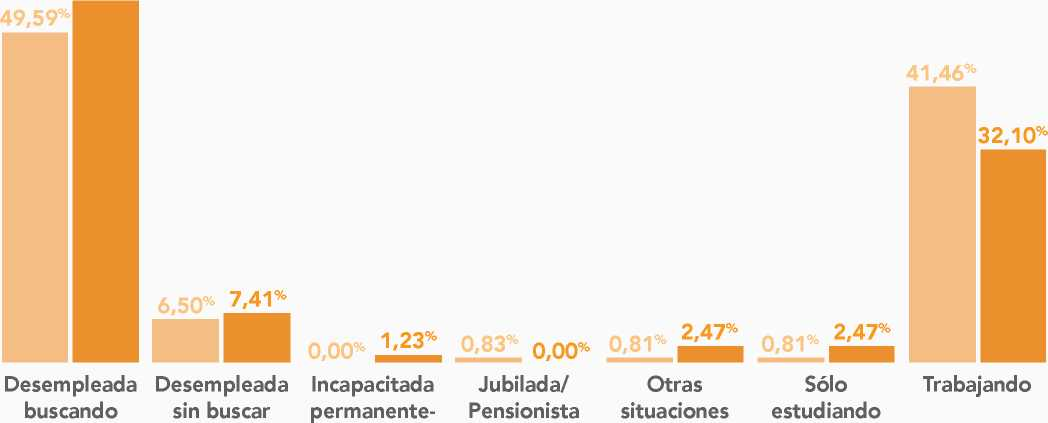 49,59%
41,46%
32,10%
6,50%
7,41%
0,00%
1,23%
0,83%
0,00%
0,81%
2,47%
0,81%
2,47%
Desempleada
buscando
Desempleada
sin buscar
Incapacitada
permanente-
Jubilada/
Pensionista
Otras
situaciones
Sólo
estudiando
Trabajando